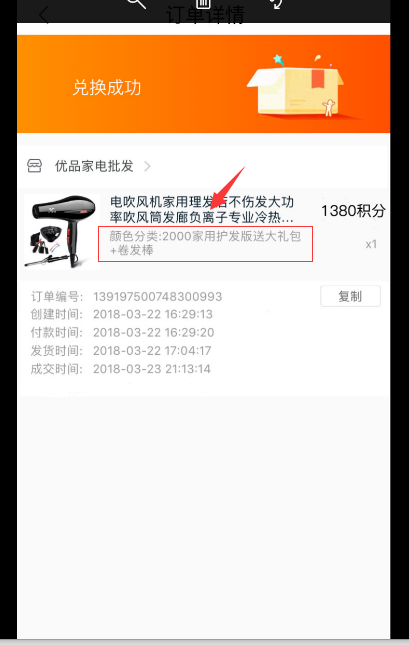 订单详情
兑换成功
优品家电批发
电吹风机家用理发店不伤发大功
率吹风筒发廊负离子专业冷热...
1380积分
颜色分类:2000家用护发版送大礼包
+卷发棒
x1
订单编号: 139197500748300993
复制
创建时间: 2018-03-22 16:29:13
付款时间: 2018-03-22 16:29:20
发货时间: 2018-03-22 17:04:17
成交时间: 2018-03-23 21:13:14